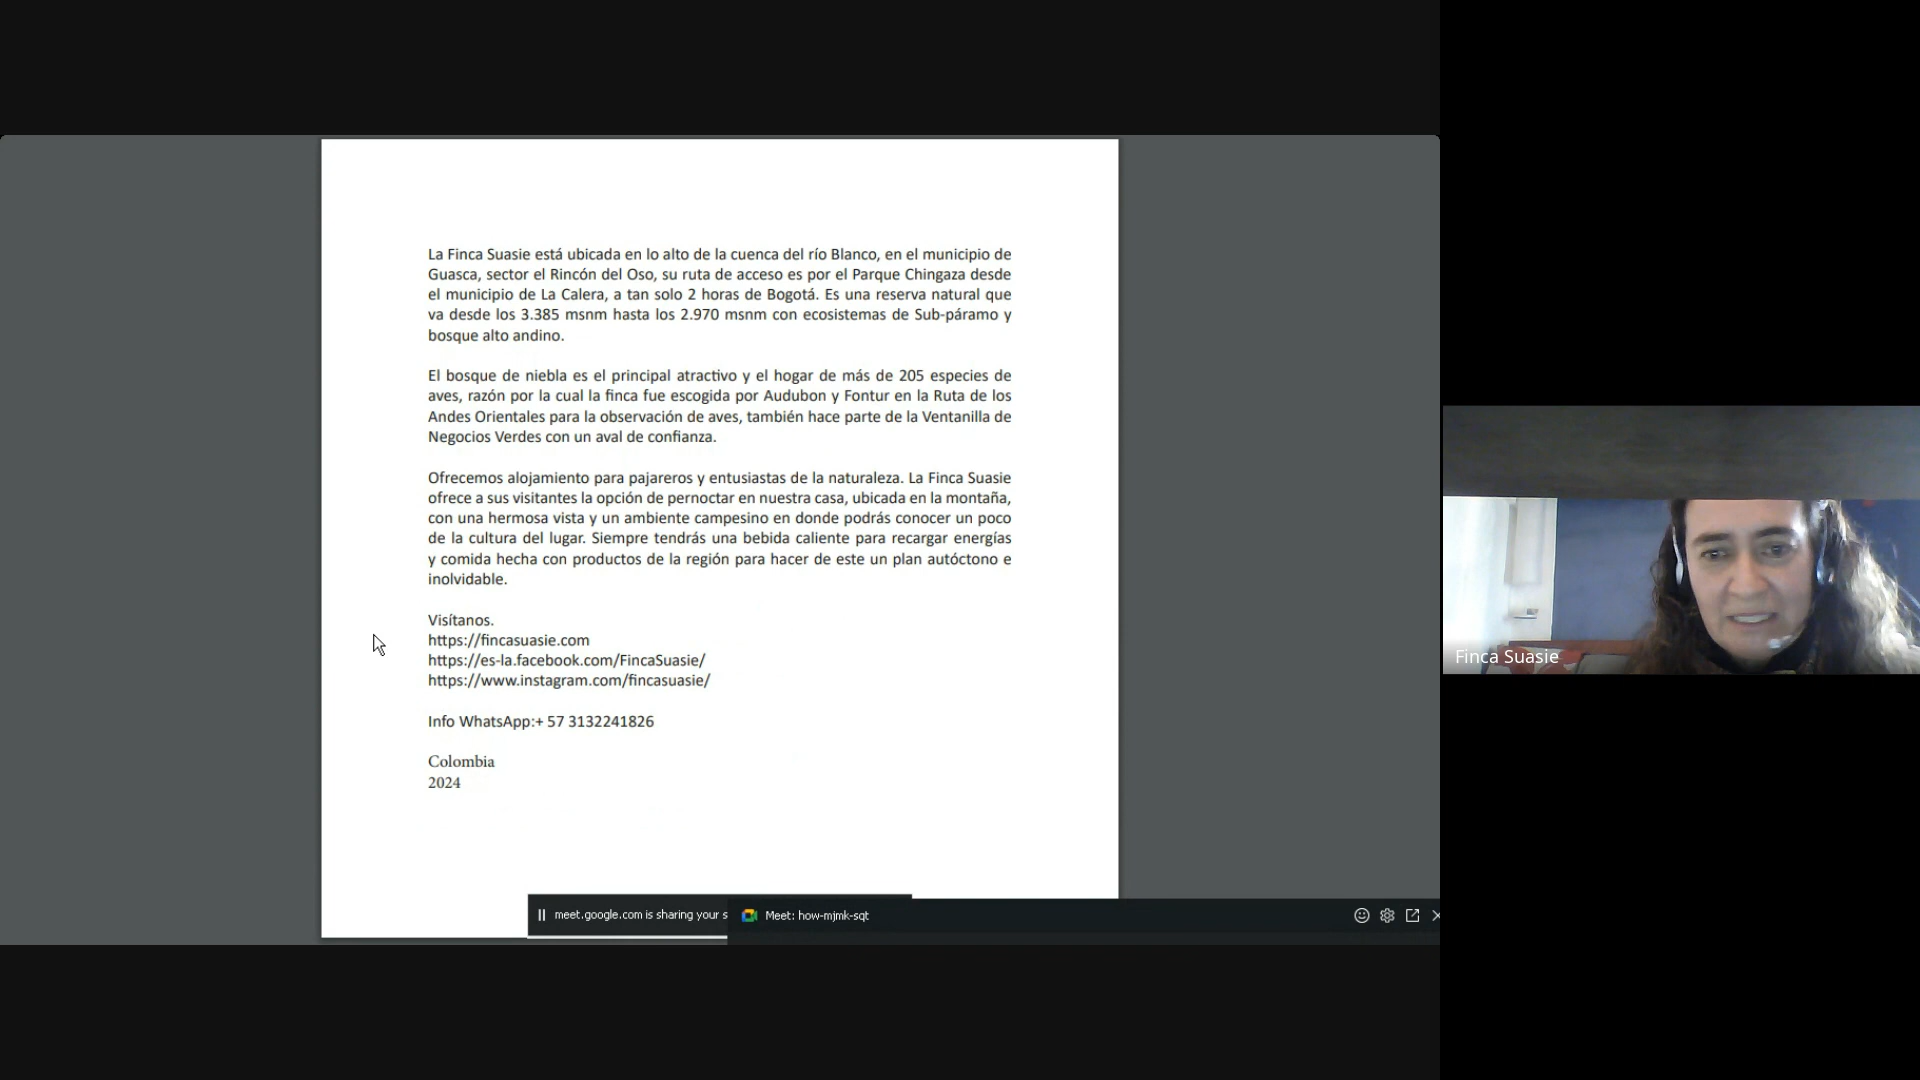 La Finca Suasie está ubicada en lo alto de la cuenca del río Blanco, en el municipio de
Guasca, sector el Rincón del Oso, su ruta de acceso es por el Parque Chingaza desde
el municipio de La Calera, a tan solo 2 horas de Bogotá. Es una reserva natural que
va desde los 3.385 msnm hasta los 2.970 msnm con ecosistemas de Sub-páramo y
bosque alto andino.
El bosque de niebla es el principal atractivo y el hogar de más de 205 especies de
aves, razón por la cual la finca fue escogida por Audubon y Fontur en la Ruta de los
Andes Orientales para la observación de aves, también hace parte de la Ventanilla de
Negocios Verdes con un aval de confianza.
Ofrecemos alojamiento para pajareros y entusiastas de la naturaleza. La Finca Suasie
ofrece a sus visitantes la opción de pernoctar en nuestra casa, ubicada en la montaña,
con una hermosa vista y un ambiente campesino en donde podrás conocer un poco
de la cultura del lugar. Siempre tendrás una bebida caliente para recargar energías
y comida hecha con productos de la región para hacer de este un plan autóctono e
inolvidable.
Visítanos.
https://fincasuasie.com
https://es-la.facebook.com/FincaSuasie/
https://www.instagram.com/fincasuasie/
Info WhatsApp:+ 57 3132241826
Colombia
2024
meet.google.com is sharing your s
Meet: how-mjmk-sqt
Finca Suasie